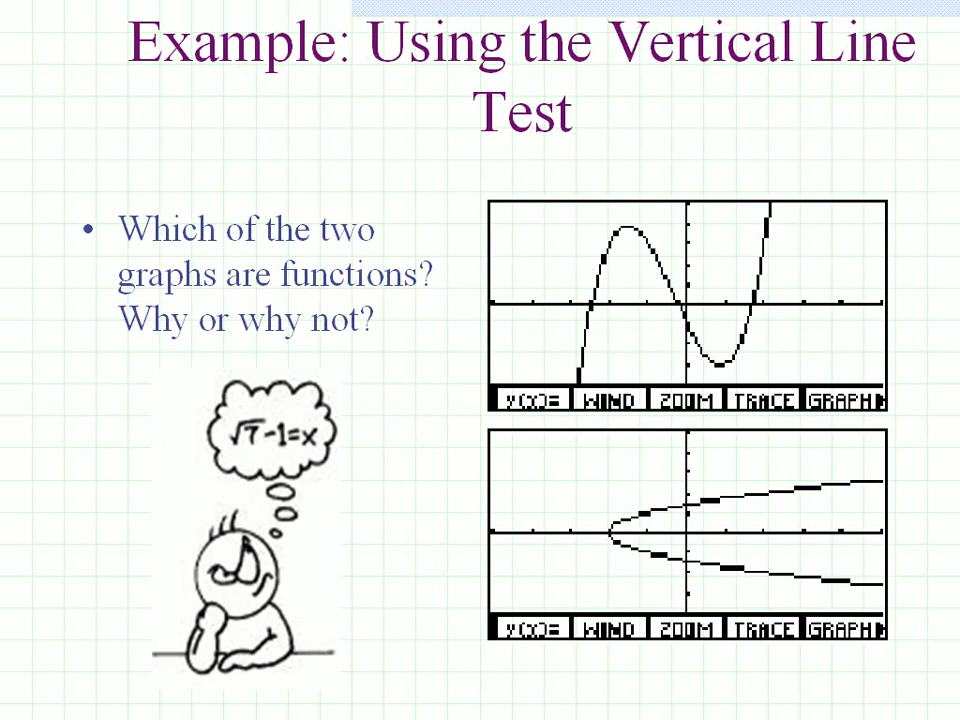 Example: Using the Vertical Line
Test
• Which of the two
graphs are functions?
Why or why not?
√7-1=x
y(x)= WIND ZOOM TRACE GRAPH
y(x)= WIND ZOOM TRACE GRAPH